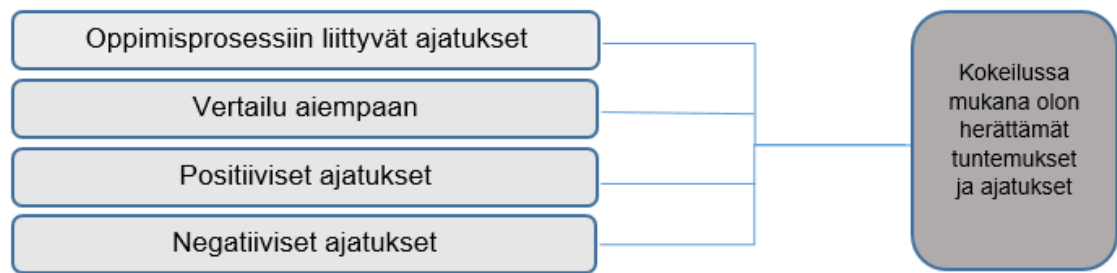 Oppimisprosessiin liittyvät ajatukset
Vertailu aiempaan
Positiiviset ajatukset
Negatiiviset ajatukset
Kokeilussa
mukana olon
herättämät
tuntemukset
ja ajatukset